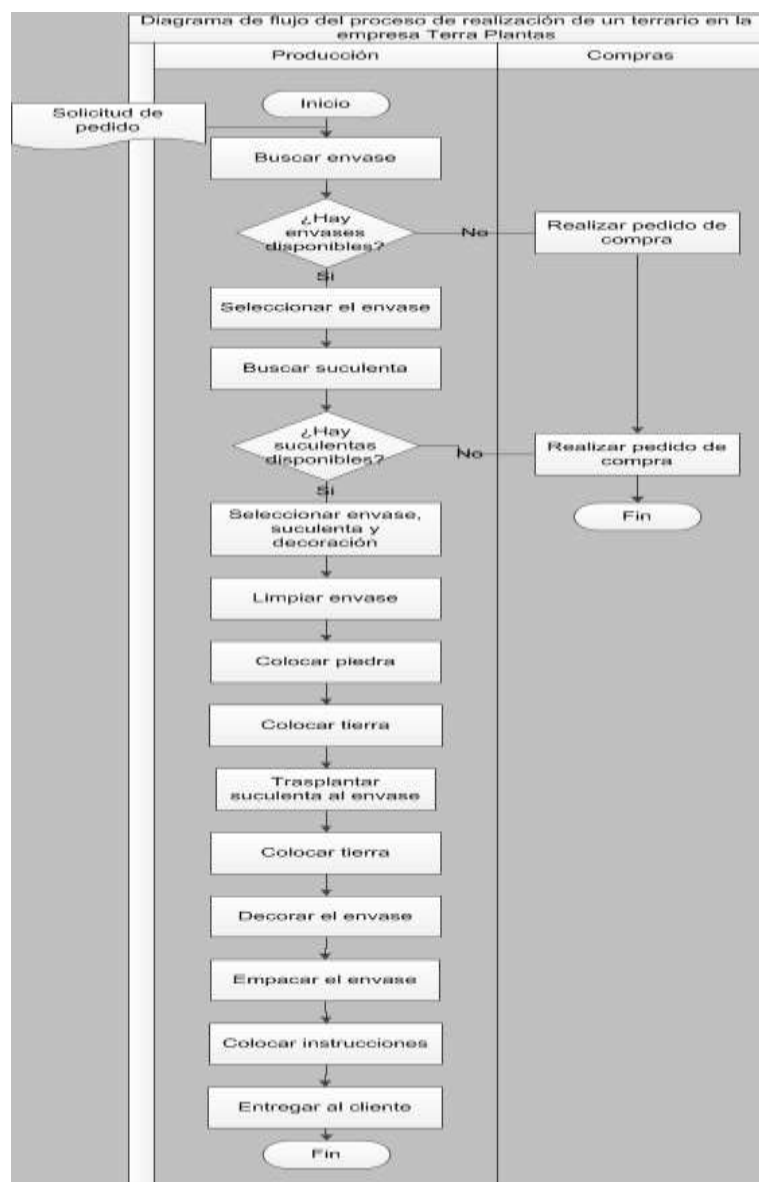 Diagrama de flujo del proceso de realización de un terrario en la
empresa Terra Plantas
Producción
Compras
Inicio
Solicitud de
pedido
Buscar envase
¿Hay
envases
disponibles?
No
Realizar pedido de
compra
Si
Seleccionar el envase
Buscar suculenta
¿Hay
suculentas
disponibles?
No
Realizar pedido de
compra
Si
Fin
Seleccionar envase,
suculenta y
decoración
Limpiar envase
Colocar piedra
Colocar tierra
Trasplantar
suculenta al envase
Colocar tierra
Decorar el envase
Empacar el envase
Colocar instrucciones
Entregar al cliente
Fin